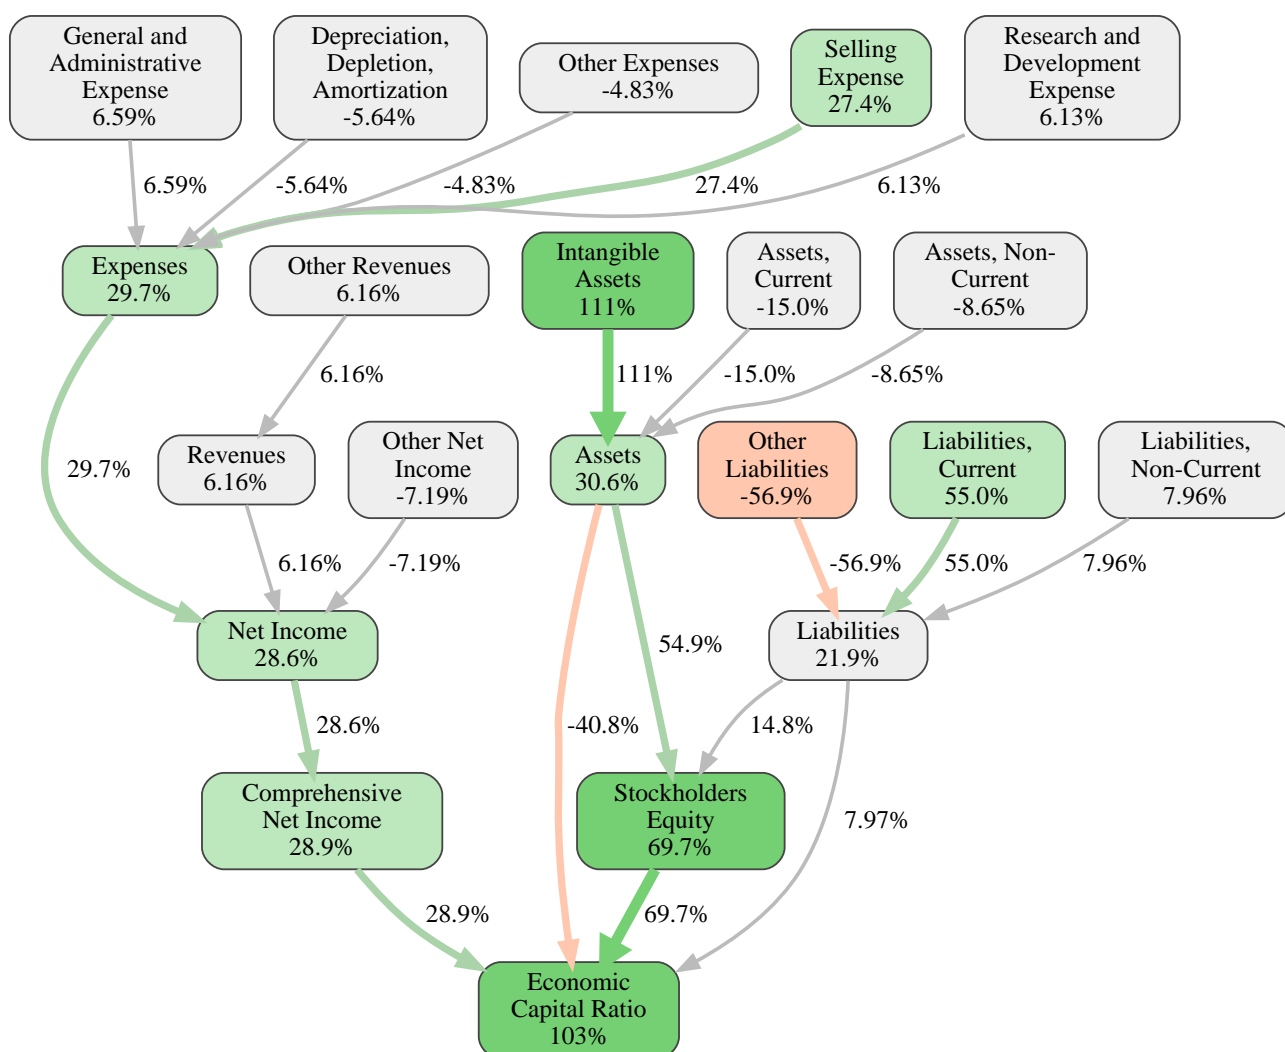 General and
Administrative
Expense
6.59%
Depreciation,
Depletion,
Amortization
-5.64%
Other Expenses
-4.83%
Selling
Expense
27.4%
Research and
Development
Expense
6.13%
6.59%
-5.64%
-4.83%
27.4%
6.13%
Expenses
29.7%
Other Revenues
6.16%
Intangible
Assets
111%
Assets,
Current
-15.0%
Assets, Non-
Current
-8.65%
6.16%
111%
-15.0%
-8.65%
29.7%
Revenues
6.16%
Other Net
Income
-7.19%
Assets
30.6%
Other
Liabilities
-56.9%
Liabilities,
Current
55.0%
Liabilities,
Non-Current
7.96%
6.16%
-7.19%
-56.9%
55.0%
7.96%
Net Income
28.6%
54.9%
Liabilities
21.9%
28.6%
-40.8%
14.8%
Comprehensive
Net Income
28.9%
Stockholders
Equity
69.7%
7.97%
28.9%
69.7%
Economic
Capital Ratio
103%